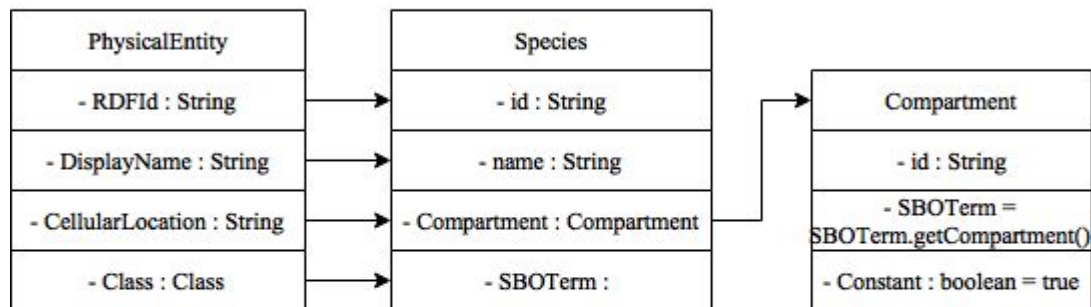 PhysicalEntity
- RDFId : String
- DisplayName : String
- CellularLocation : String
- Class : Class
Species
- id : String
- name : String
- Compartment : Compartment
- SBOTerm :
Compartment
- id : String
- SBOTerm =
SBOTerm.getCompartment()
- Constant : boolean = true